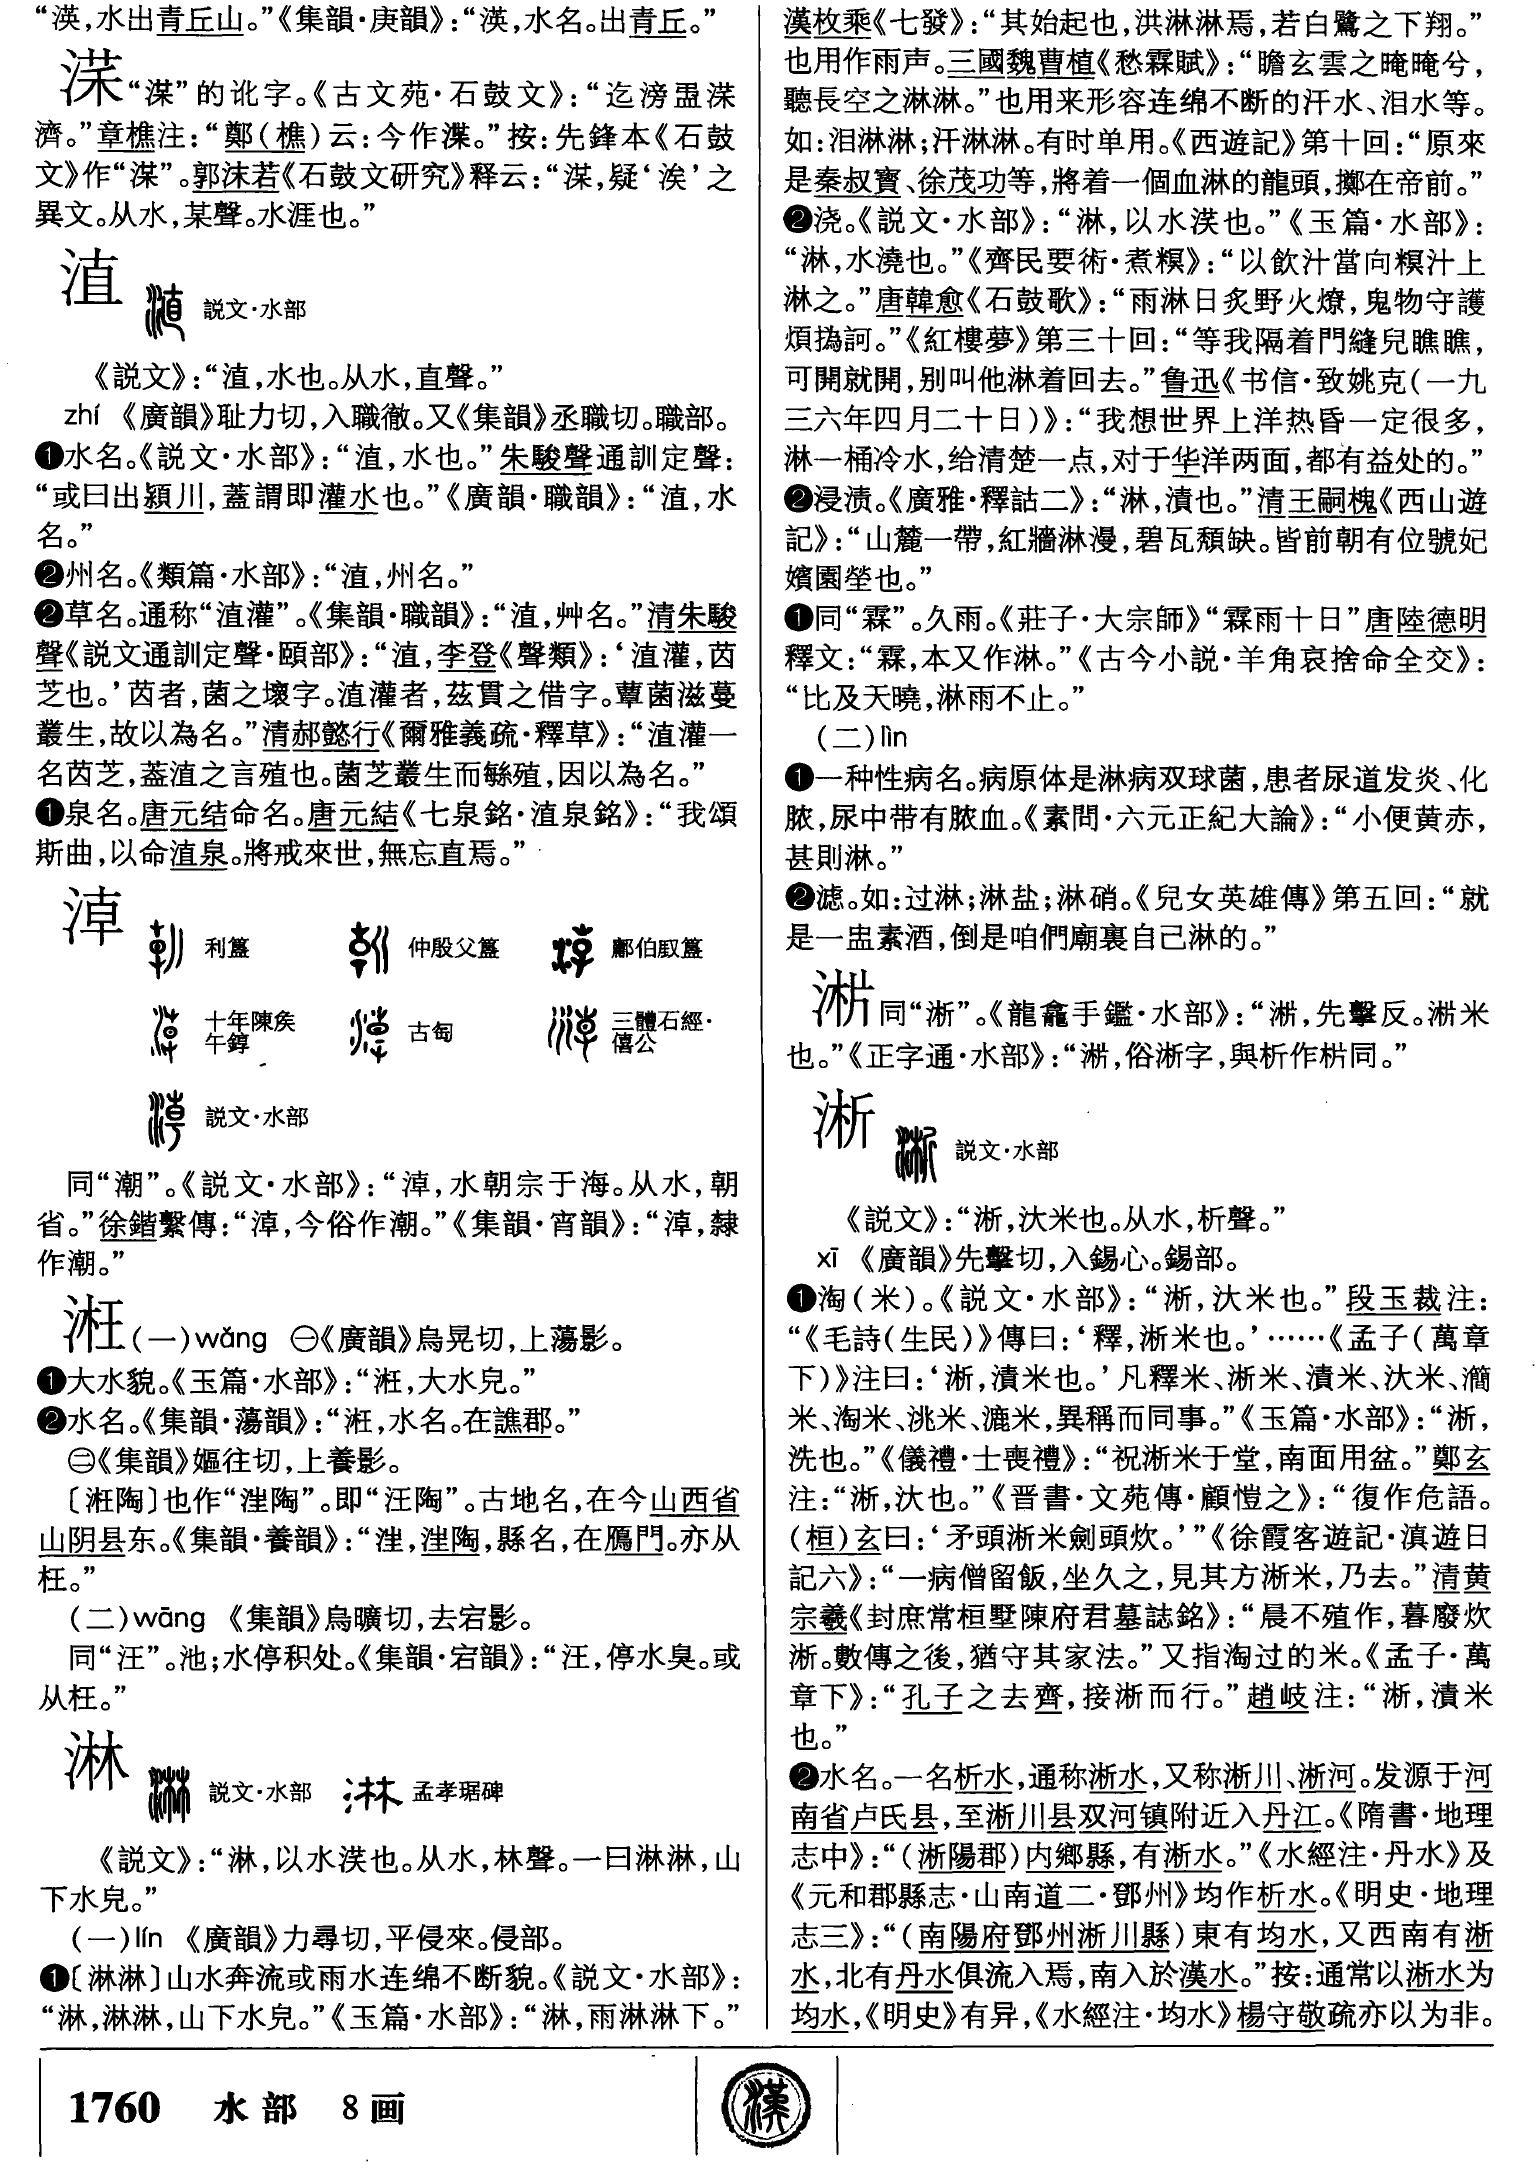 “渶,水出青丘山。”《集韻·庚韻》:“渶,水名。出青丘。”
“湈”的讹字。《古文苑·石鼓文》:“迄滂
濟。”章樵注:“鄭(樵)云:今作渫。”按:先鋒本《石鼓
文》作“湈”。郭沫若《石鼓文研究》释云:“湈,疑‘涘’之
異文。从水,某聲。水涯也。”
淔 説文·水部
《説文》:“淔,水也。从水,直聲。”
zhí 《廣韻》耻力切,入職徹。又《集韻》丞職切。職部。
❶水名。《説文·水部》:“淔,水也。”朱駿聲通訓定聲:
“或曰出潁川,蓋謂即灌水也。”《廣韻·職韻》:“淔,水
名。”
❷州名。《類篇·水部》:“淔,州名。”
❷草名。通称“淔灌”。《集韻·職韻》:“淔,艸名。”清朱駿
聲《説文通訓定聲·頤部》:“淔,李登《聲類》:‘淔灌,茵
芝也。’茵者,菌之壞字。淔灌者,茲貫之借字。蕈菌滋蔓
叢生,故以為名。”清郝懿行《爾雅義疏·釋草》:“淔灌一
名茵芝,葢淔之言殖也。菌芝叢生而緐殖,因以為名。”
❶泉名。唐元结命名。唐元結《七泉銘·淔泉銘》:“我頌
斯曲,以命淔泉。將戒來世,無忘直焉。”
淖 利簋 仲殷父簋 鄘伯馭簋
十年陳矦午錞 古匋 三體石經·僖公
説文·水部
同“潮”。《説文·水部》:“淖,水朝宗于海。从水,朝
省。”徐鍇繫傳:“淖,今俗作潮。”《集韻·宵韻》:“淖,隸
作潮。”
㳹(一)wǎng ㊀《廣韻》烏晃切,上蕩影。
❶大水貌。《玉篇·水部》:“㳹,大水皃。”
❷水名。《集韻·蕩韻》:“㳹,水名。在譙郡。”
㊁《集韻》嫗往切,上養影。
〔㳹陶〕也作“湟陶”。即“汪陶”。古地名,在今山西省
山阴县东。《集韻·養韻》:“湟,湟陶,縣名,在鴈門。亦从
枉。”
(二)wāng 《集韻》烏曠切,去宕影。
同“汪”。池;水停积处。《集韻·宕韻》:“汪,停水臭。或
从枉。”
淋 説文·水部 淋 孟孝琚碑
《説文》:“淋,以水渶也。从水,林聲。一曰淋淋,山
下水皃。”
(一)lín 《廣韻》力尋切,平侵來。侵部。
❶〔淋淋〕山水奔流或雨水连绵不断貌。《説文·水部》:
“淋,淋淋,山下水皃。”《玉篇·水部》:“淋,雨淋淋下。”
漢枚乘《七發》:“其始起也,洪淋淋焉,若白鷺之下翔。”
也用作雨声。三國魏曹植《愁霖賦》:“瞻玄雲之晻晻兮,
聽長空之淋淋。”也用来形容连绵不断的汗水、泪水等。
如:泪淋淋;汗淋淋。有时单用。《西遊記》第十回:“原來
是秦叔寶、徐茂功等,將着一個血淋的龍頭,擲在帝前。”
❷浇。《説文·水部》:“淋,以水渶也。”《玉篇·水部》:
“淋,水澆也。”《齊民要術·煮糗》:“以飲汁當向糗汁上
淋之。”唐韓愈《石鼓歌》:“雨淋日炙野火燎,鬼物守護
煩撝訶。”《紅樓夢》第三十回:“等我隔着門縫兒瞧瞧,
可開就開,别叫他淋着回去。”鲁迅《书信·致姚克(一九
三六年四月二十日)》:“我想世界上洋热昏一定很多,
淋一桶冷水,给清楚一点,对于华洋两面,都有益处的。”
❷浸渍。《廣雅·釋詁二》:“淋,漬也。”清王嗣槐《西山遊
記》:“山麓一帶,紅牆淋漫,碧瓦頽缺。皆前朝有位號妃
嬪園塋也。”
❶同“霖”。久雨。《莊子·大宗師》“霖雨十日”唐陸德明
釋文:“霖,本又作淋。”《古今小説·羊角哀捨命全交》:
“比及天曉,淋雨不止。”
(二)lìn
❶一种性病名。病原体是淋病双球菌,患者尿道发炎、化
脓,尿中带有脓血。《素問·六元正紀大論》:“小便黄赤,
甚則淋。”
❷滤。如:过淋;淋盐;淋硝。《兒女英雄傳》第五回:“就
是一盅素酒,倒是咱們廟裏自己淋的。”
同“淅”。《龍龕手鑑·水部》:“㳻,先擊反。㳻米
也。”《正字通·水部》:“㳻,俗淅字,與析作枿同。”
淅 説文·水部
《説文》:“淅,汏米也。从水,析聲。”
xī 《廣韻》先擊切,入錫心。錫部。
❶淘(米)。《説文·水部》:“淅,汏米也。”段玉裁注:
“《毛詩(生民)》傳曰:‘釋,淅米也。’……《孟子(萬章
下)》注曰:‘淅,漬米也。’凡釋米、淅米、漬米、汏米、灡
米、淘米、洮米、漉米,異稱而同事。”《玉篇·水部》:“淅,
洗也。”《儀禮·士喪禮》:“祝淅米于堂,南面用盆。”鄭玄
注:“淅,汏也。”《晋書·文苑傳·顧愷之》:“復作危語。
(桓)玄曰:‘矛頭淅米劍頭炊。’”《徐霞客遊記·滇遊日
記六》:“一病僧留飯,坐久之,見其方淅米,乃去。”清黄
宗羲《封庶常桓墅陳府君墓誌銘》:“晨不殖作,暮廢炊
淅。數傳之後,猶守其家法。”又指淘过的米。《孟子·萬
章下》:“孔子之去齊,接淅而行。”趙岐注:“淅,漬米
也。”
❷水名。一名析水,通称淅水,又称淅川、淅河。发源于河
南省卢氏县,至淅川县双河镇附近入丹江。《隋書·地理
志中》:“(淅陽郡)内鄉縣,有淅水。”《水經注·丹水》及
《元和郡縣志·山南道二·鄧州》均作析水。《明史·地理
志三》:“(南陽府鄧州淅川縣)東有均水,又西南有淅
水,北有丹水俱流入焉,南入於漢水。”按:通常以淅水为
均水,《明史》有异,《水經注·均水》楊守敬疏亦以为非。
1760 水部 8画
漢